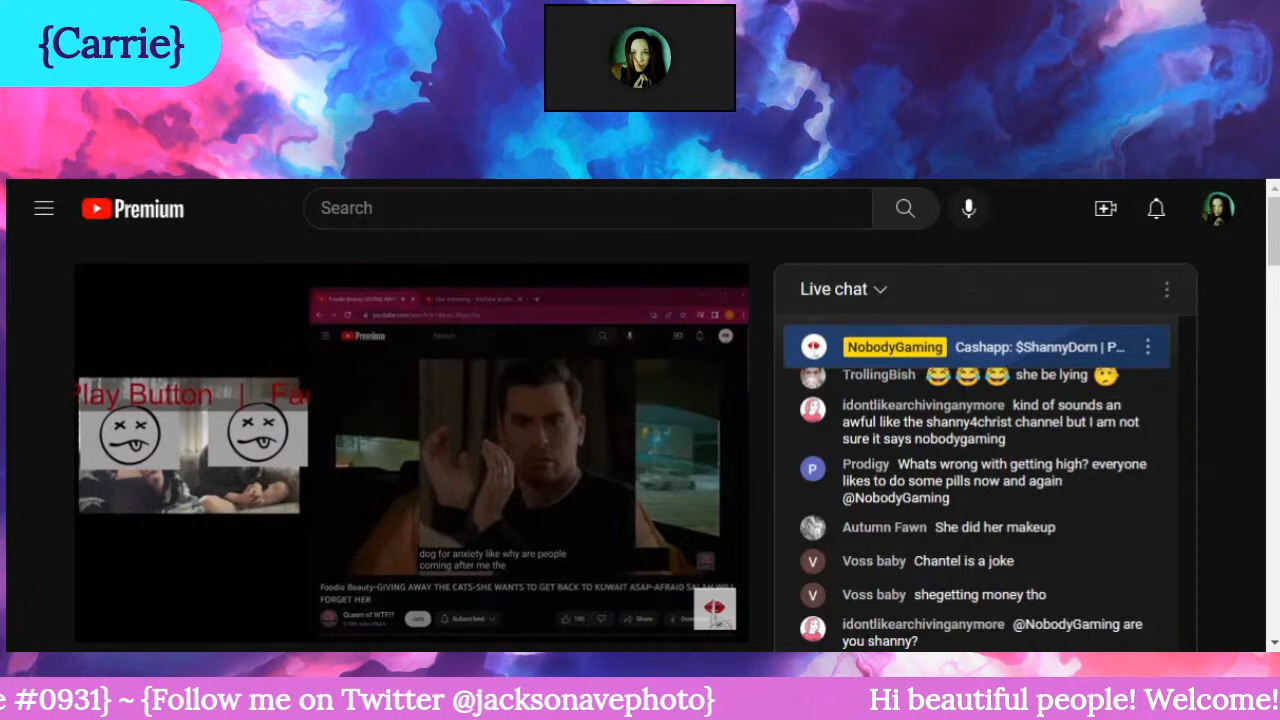 {Carrie}
Premium
Search
Live chat
NobodyGaming Cashapp: $ShannyDorn | P...
TrollingBish 😂😂😂 she be lying
idontlikearchivinganymore kind of sounds an
awful like the shanny4christ channel but I am not
sure it says nobodygaming
Prodigy Whats wrong with getting high? everyone
likes to do some pills now and again
@NobodyGaming
Autumn Fawn She did her makeup
V
Voss baby Chantel is a joke
V
Voss baby shegetting money tho
idontlikearchivinganymore @NobodyGaming are
you shanny?
P
Play Button | Fa
Premium
dog for anxiety like why are people
coming after me the
Foodie Beauty-GIVING AWAY THE CATS-SHE WANTS TO GET BACK TO KUWAIT ASAP-AFRAID SALAH WILL
FORGET HER
Queen of WTF!?
Join
Subscribed
Share
e #0931} ~ {Follow me on Twitter @jacksonavephoto}
Hi beautiful people! Welcome!